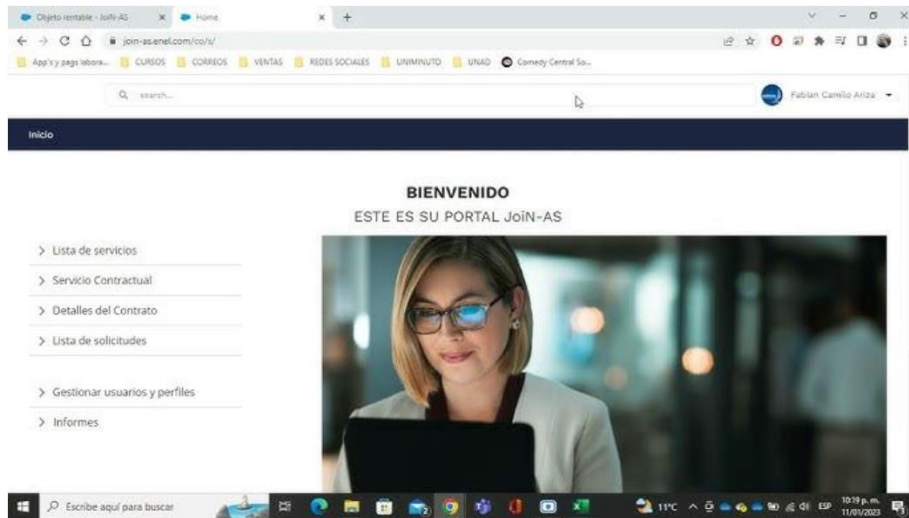 Objeto rentable - JoiN-AS
Home
join-as.enel.com/co/s/
App's y pags labora...
CURSOS
CORREOS
VENTAS
REDES SOCIALES
UNIMINUTO
UNAD
Comedy Central So...
search...
Fabian Camilo Ariza
Inicio
BIENVENIDO
ESTE ES SU PORTAL JoiN-AS
Lista de servicios
Servicio Contractual
Detalles del Contrato
Lista de solicitudes
Gestionar usuarios y perfiles
Informes
Escribe aquí para buscar
11°C
ESP
10:19 p. m.
11/01/2023